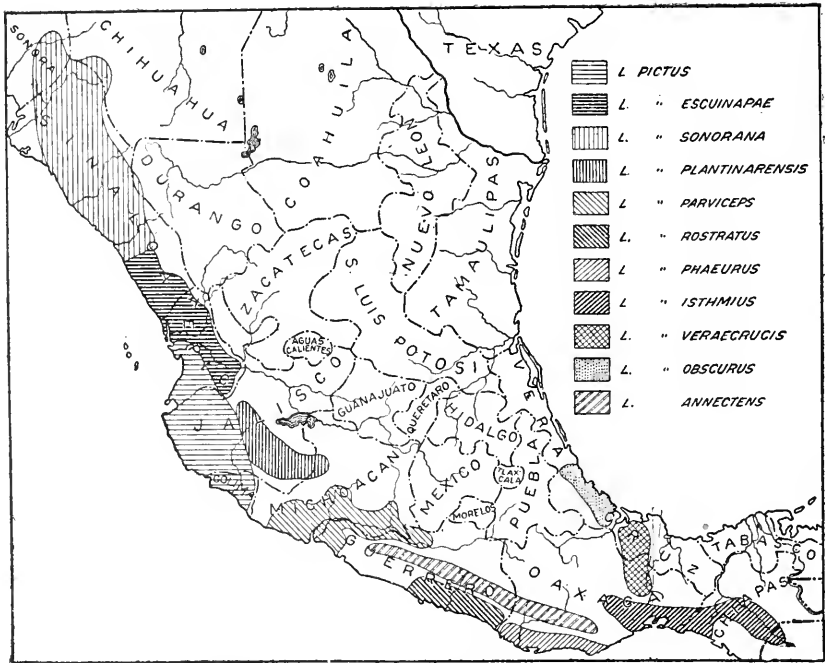 SONORA
CHIHUAHUA
COAHUILA
TEXAS
SINALOA
DURANGO
NUEVO LEON
TAMAULIPAS
ZACATECAS
S. LUIS POTOSI
AGUAS CALIENTES
JALISCO
GUANAJUATO
QUERETARO
HIDALGO
VERA CRUZ
COLIMA
MICHOACAN
MEXICO
TLAXCALA
PUEBLA
MORELOS
GUERRERO
OAXACA
TABASCO
CHIAPAS
L PICTUS
L. " ESCUINAPAE
L. " SONORANA
L. " PLANTINARENSIS
L " PARVICEPS
L. " ROSTRATUS
L " PHAEURUS
L " ISTHMIUS
L. " VERAECRUCIS
L. " OBSCURUS
L. ANNECTENS